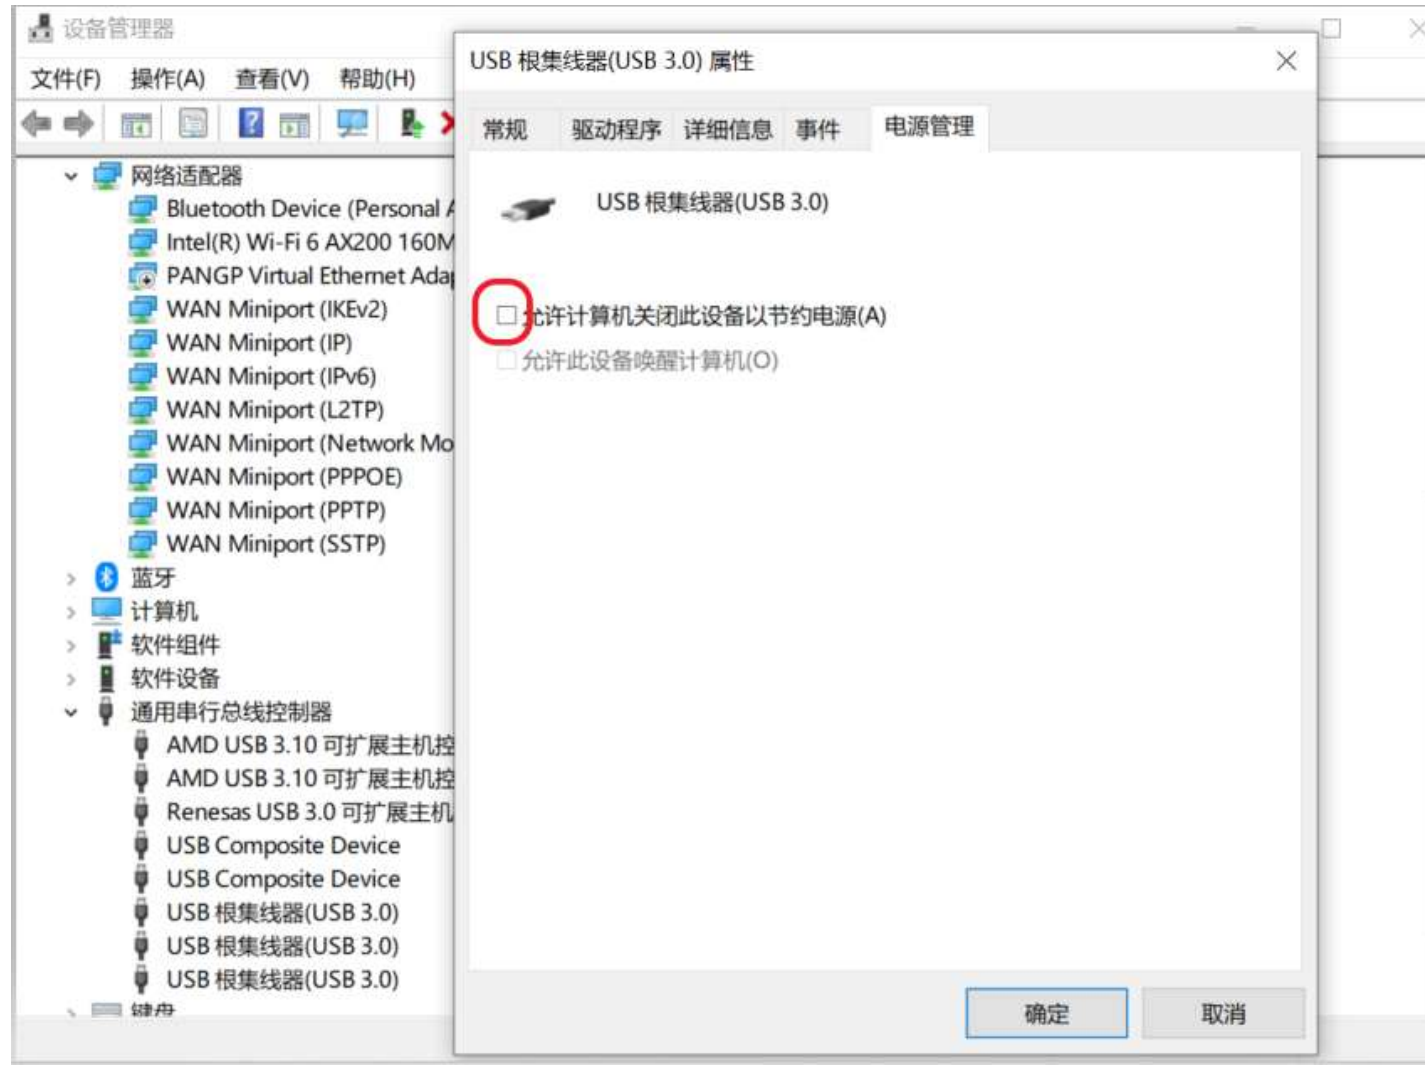 设备管理器
文件(F) 操作(A) 查看(V) 帮助(H)
网络适配器
Bluetooth Device (Personal
Intel(R) Wi-Fi 6 AX200 160M
PANGP Virtual Ethernet Ada
WAN Miniport (IKEv2)
WAN Miniport (IP)
WAN Miniport (IPv6)
WAN Miniport (L2TP)
WAN Miniport (Network Mo
WAN Miniport (PPPOE)
WAN Miniport (PPTP)
WAN Miniport (SSTP)
蓝牙
计算机
软件组件
软件设备
通用串行总线控制器
AMD USB 3.10 可扩展主机控
AMD USB 3.10 可扩展主机控
Renesas USB 3.0 可扩展主机
USB Composite Device
USB Composite Device
USB 根集线器(USB 3.0)
USB 根集线器(USB 3.0)
USB 根集线器(USB 3.0)
键盘
USB 根集线器(USB 3.0) 属性
常规 驱动程序 详细信息 事件 电源管理
USB 根集线器(USB 3.0)
允许计算机关闭此设备以节约电源(A)
允许此设备唤醒计算机(O)
确定 取消